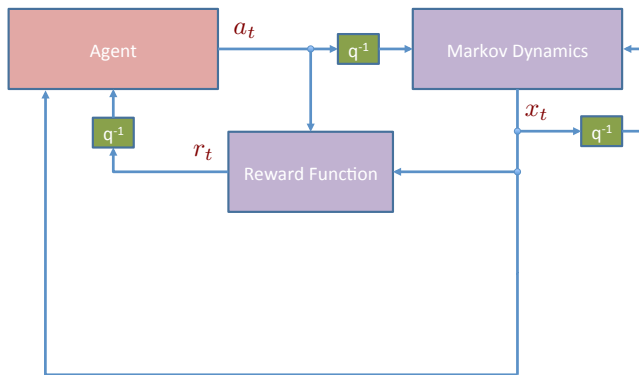 Agent
a_t
q⁻¹
Markov Dynamics
x_t
q⁻¹
q⁻¹
r_t
Reward Function